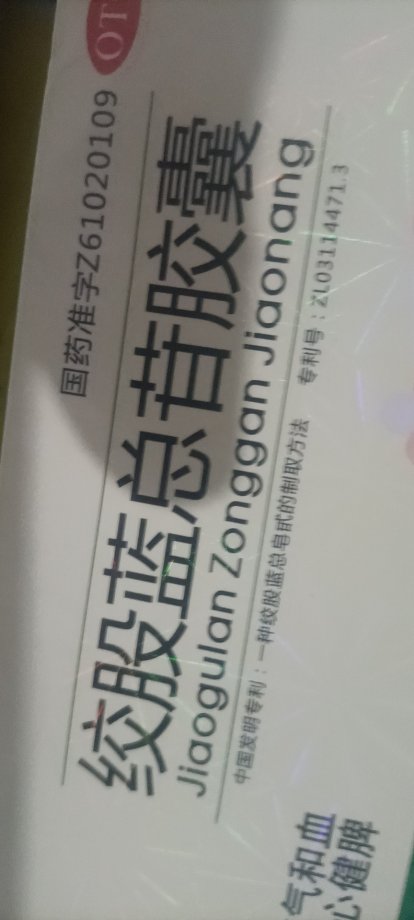 OT
国药准字Z61020109
绞股蓝总苷胶囊
Jiaogulan Zonggan Jiaonang
中国发明专利：一种绞股蓝总皂甙的制取方法 专利号：ZL03114471.3
气和血
心健脾